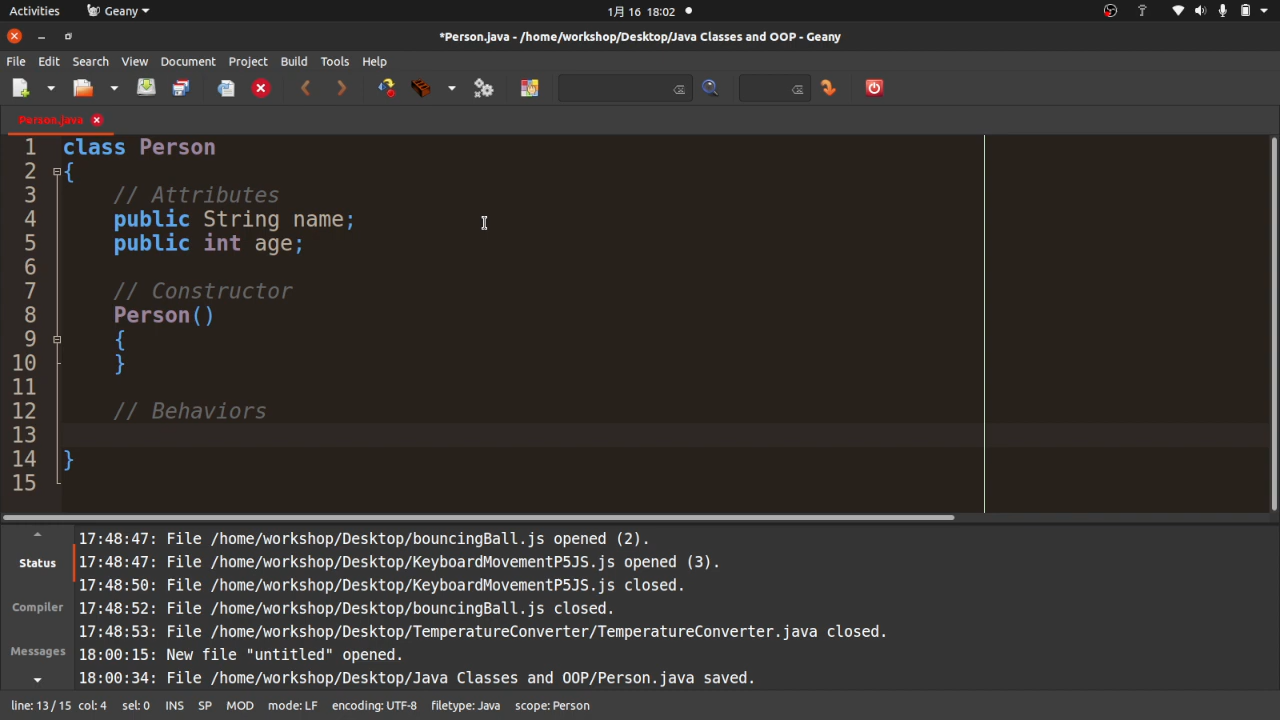 Activities Geany 1月 16 18:02
*Person.java - /home/workshop/Desktop/Java Classes and OOP - Geany
File Edit Search View Document Project Build Tools Help
Person.java
1 class Person
2 {
3 // Attributes
4 public String name;
5 public int age;
6
7 // Constructor
8 Person()
9 {
10 }
11
12 // Behaviors
13
14 }
15
17:48:47: File /home/workshop/Desktop/bouncingBall.js opened (2).
Status 17:48:47: File /home/workshop/Desktop/KeyboardMovementP5JS.js opened (3).
17:48:50: File /home/workshop/Desktop/KeyboardMovementP5JS.js closed.
Compiler 17:48:52: File /home/workshop/Desktop/bouncingBall.js closed.
17:48:53: File /home/workshop/Desktop/TemperatureConverter/TemperatureConverter.java closed.
Messages 18:00:15: New file "untitled" opened.
18:00:34: File /home/workshop/Desktop/Java Classes and OOP/Person.java saved.
line: 13 / 15 col: 4 sel: 0 INS SP MOD mode: LF encoding: UTF-8 filetype: Java scope: Person